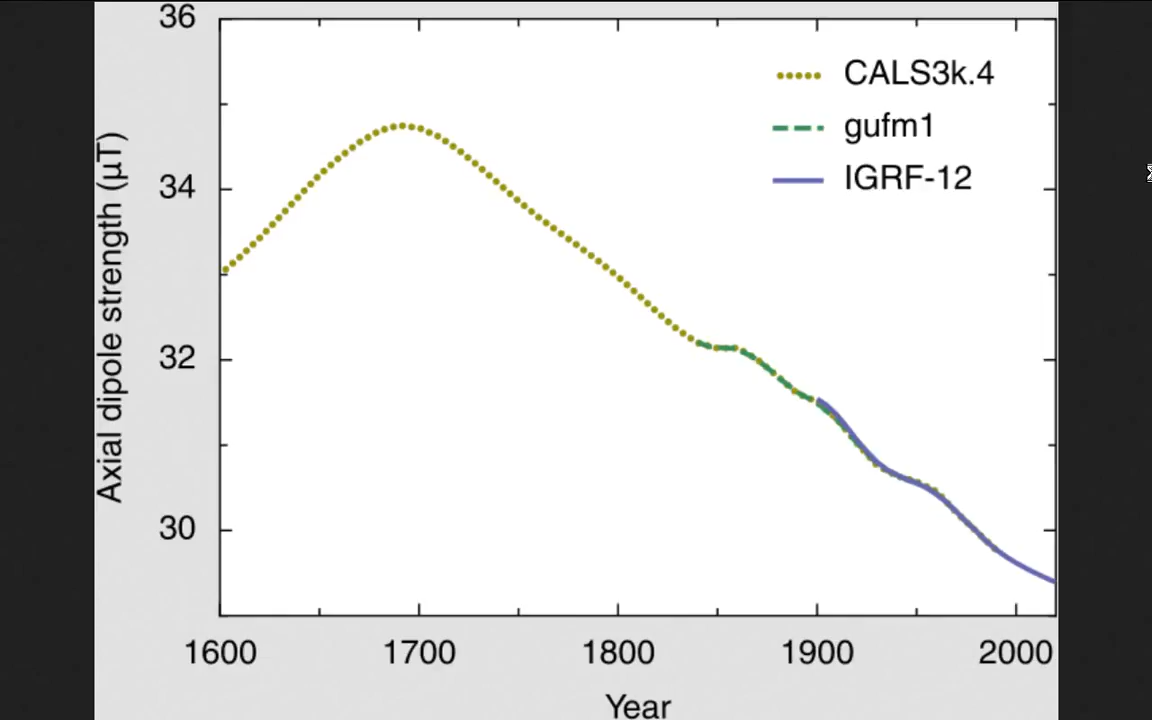 36
34
32
30
Axial dipole strength (µT)
CALS3k.4
gufm1
IGRF-12
1600 1700 1800 1900 2000
Year